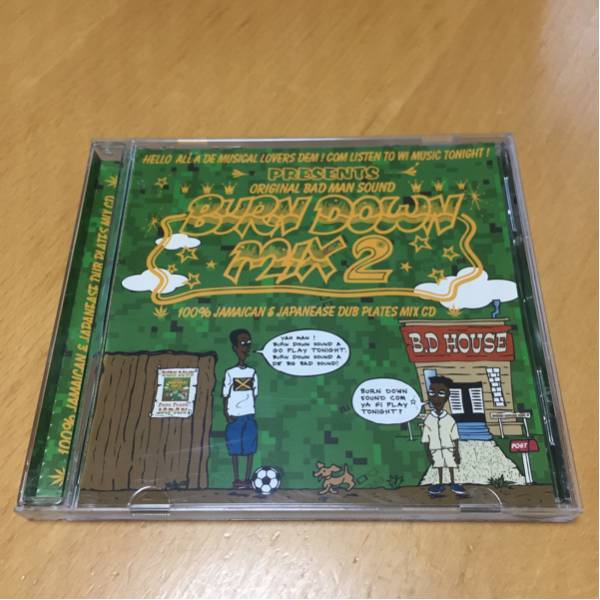 HELLO ALL A DE MUSICAL LOVERS DEM! COM LISTEN TO WI MUSIC TONIGHT!
PRESENTS
ORIGINAL BAD MAN SOUND
BURN DOWN
MIX 2
100% JAMAICAN & JAPANEASE DUB PLATES MIX CD
100% JAMAICAN & JAPANEASE DUB PLATES MIX CD
YAH MAN!
BURN DOWN SOUND A
GO PLAY TONIGHT.
BURN DOWN SOUND A
DE BIG BAD SOUND!
B.D HOUSE
BURN DOWN
SOUND COM
YA FI PLAY
TONIGHT?
POST